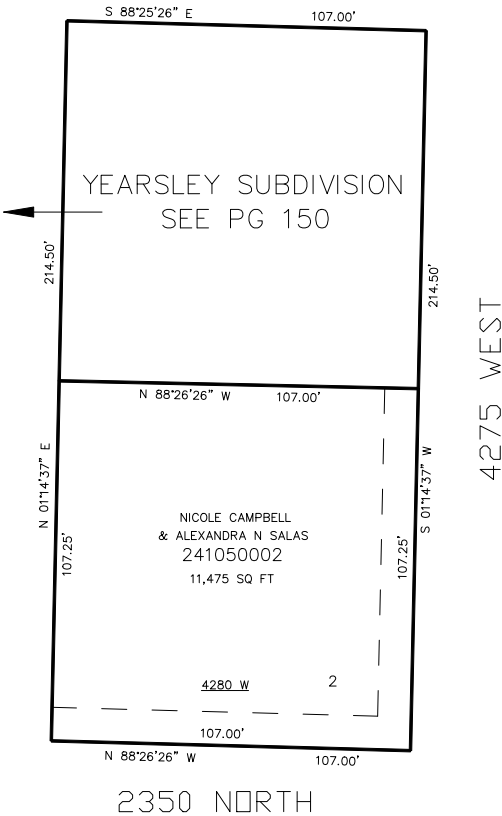 S 88°25'26" E 107.00'
YEARSLEY SUBDIVISION
SEE PG 150
214.50'
214.50'
4275 WEST
N 88°26'26" W 107.00'
N 01°14'37" E
S 01°14'37" W
NICOLE CAMPBELL
& ALEXANDRA N SALAS
241050002
11,475 SQ FT
107.25'
107.25'
4280 W
2
107.00'
N 88°26'26" W 107.00'
2350 NORTH